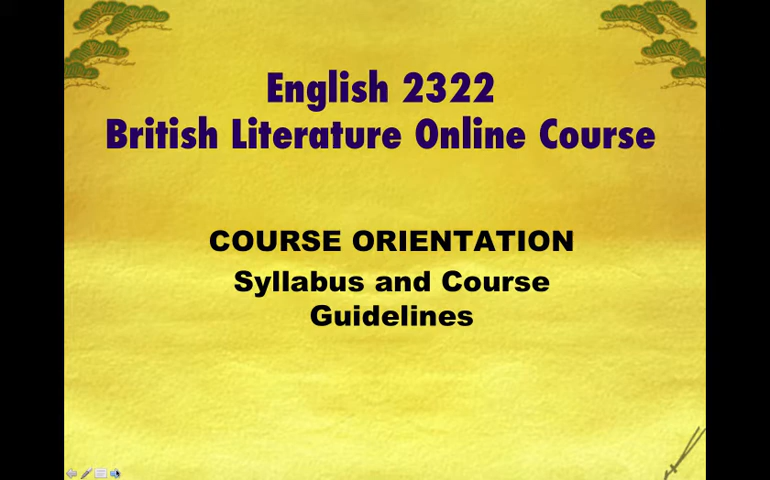 English 2322
British Literature Online Course
COURSE ORIENTATION
Syllabus and Course
Guidelines